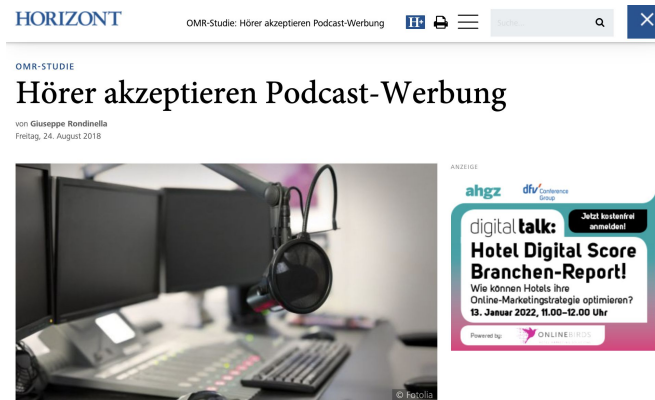 HORIZONT
OMR-Studie: Hörer akzeptieren Podcast-Werbung
H+
Suche...
OMR-STUDIE
Hörer akzeptieren Podcast-Werbung
von Giuseppe Rondinella
Freitag, 24. August 2018
ANZEIGE
ahgz
dfv Conference
Group
digital talk:
Jetzt kostenfrei
anmelden!
Hotel Digital Score
Branchen-Report!
Wie können Hotels ihre
Online-Marketingstrategie optimieren?
13. Januar 2022, 11.00–12.00 Uhr
Powered by:
ONLINEBIRDS
© Fotolia